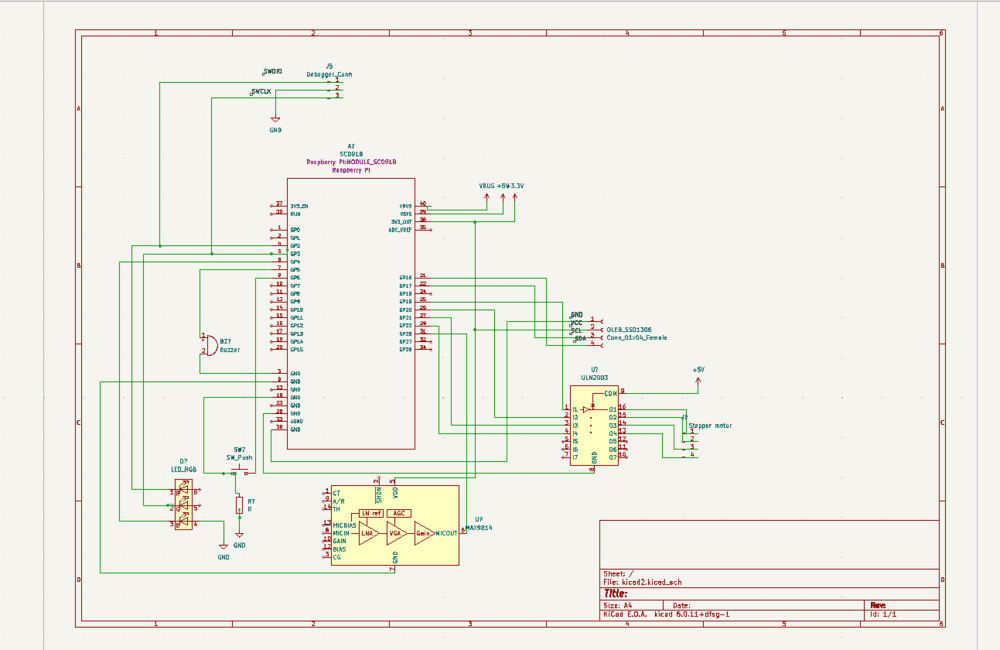 1 2 3 4 5 6
A
B
C
D
SWDIO
SWCLK
J5
Debugger_Conn
1
2
3
GND
A?
SC0918
Raspberry Pi:MODULE_SC0918
Raspberry Pi
37 3V3_EN
30 RUN
1 GP0
2 GP1
4 GP2
5 GP3
6 GP4
7 GP5
9 GP6
10 GP7
11 GP8
12 GP9
14 GP10
15 GP11
16 GP12
17 GP13
19 GP14
20 GP15
3 GND
8 GND
13 GND
18 GND
23 GND
28 GND
33 AGND
38 GND
VBUS 40
VSYS 39
3V3_OUT 36
ADC_VREF 35
GP16 21
GP17 22
GP18 24
GP19 25
GP20 26
GP21 27
GP22 29
GP26 31
GP27 32
GP28 34
VBUS +5V 3.3V
GND 1
VCC 2
SCL 3
SDA 4
OLED_SSD1306
Conn_01x04_Female
BZ?
Buzzer
1
2
U?
ULN2003
COM 9
1 I1
2 I2
3 I3
4 I4
5 I5
6 I6
7 I7
O1 16
O2 15
O3 14
O4 13
O5 12
O6 11
O7 10
GND
8
+5V
J?
Stepper motor
1
2
3
4
D?
LED_RGB
SW?
SW_Push
R?
R
GND
GND
U?
MAX9814
CT
A/R
TH
MICBIAS
MICIN
GAIN
BIAS
CG
SHDN
VDD
LN ref
AGC
LNA
VGA
Gain
MICOUT
GND
7
Sheet: /
File: kicad2.kicad_sch
Title:
Size: A4 Date: Rev:
KiCad E.D.A. kicad 6.0.11+dfsg-1 Id: 1/1
1 2 3 4 5 6